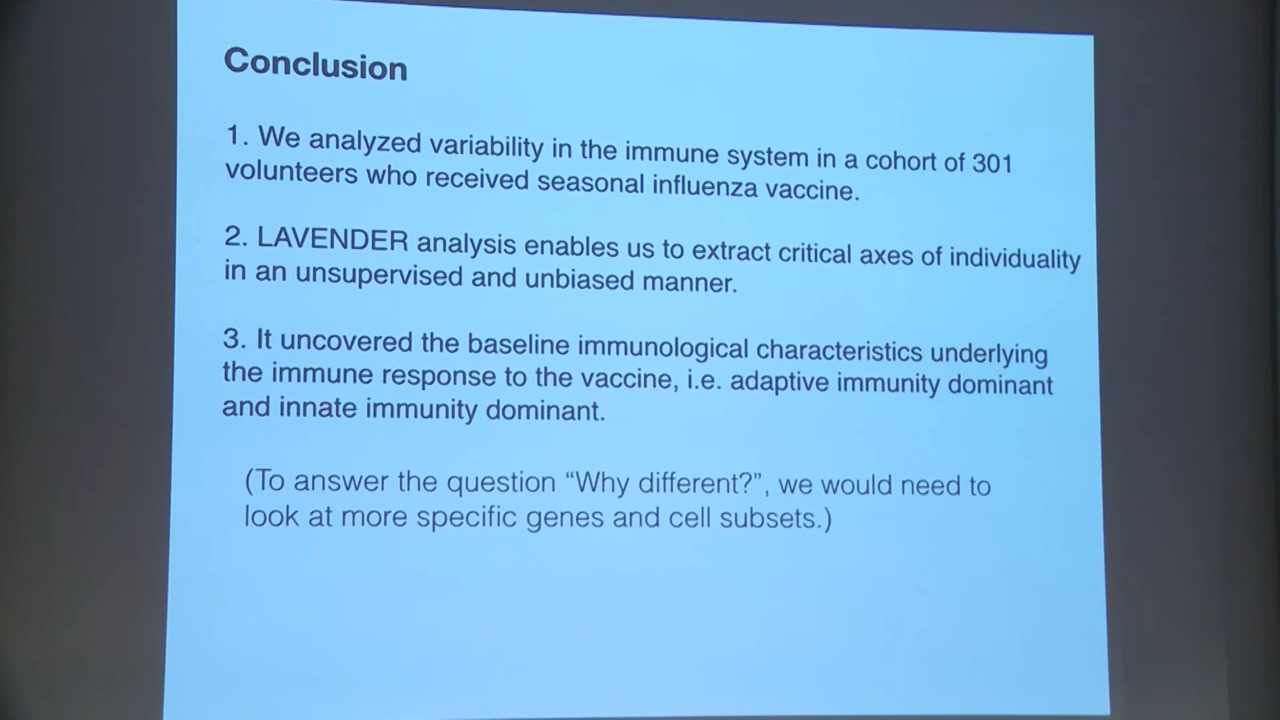 Conclusion
1. We analyzed variability in the immune system in a cohort of 301
volunteers who received seasonal influenza vaccine.
2. LAVENDER analysis enables us to extract critical axes of individuality
in an unsupervised and unbiased manner.
3. It uncovered the baseline immunological characteristics underlying
the immune response to the vaccine, i.e. adaptive immunity dominant
and innate immunity dominant.
(To answer the question “Why different?”, we would need to
look at more specific genes and cell subsets.)